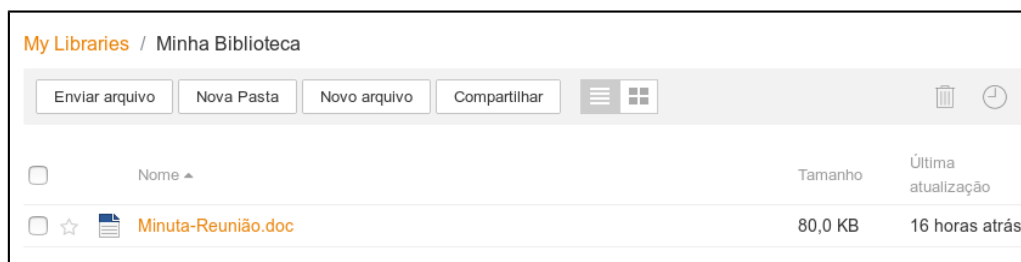 My Libraries / Minha Biblioteca
Enviar arquivo Nova Pasta Novo arquivo Compartilhar
Nome Tamanho Última
atualização
Minuta-Reunião.doc 80,0 KB 16 horas atrás